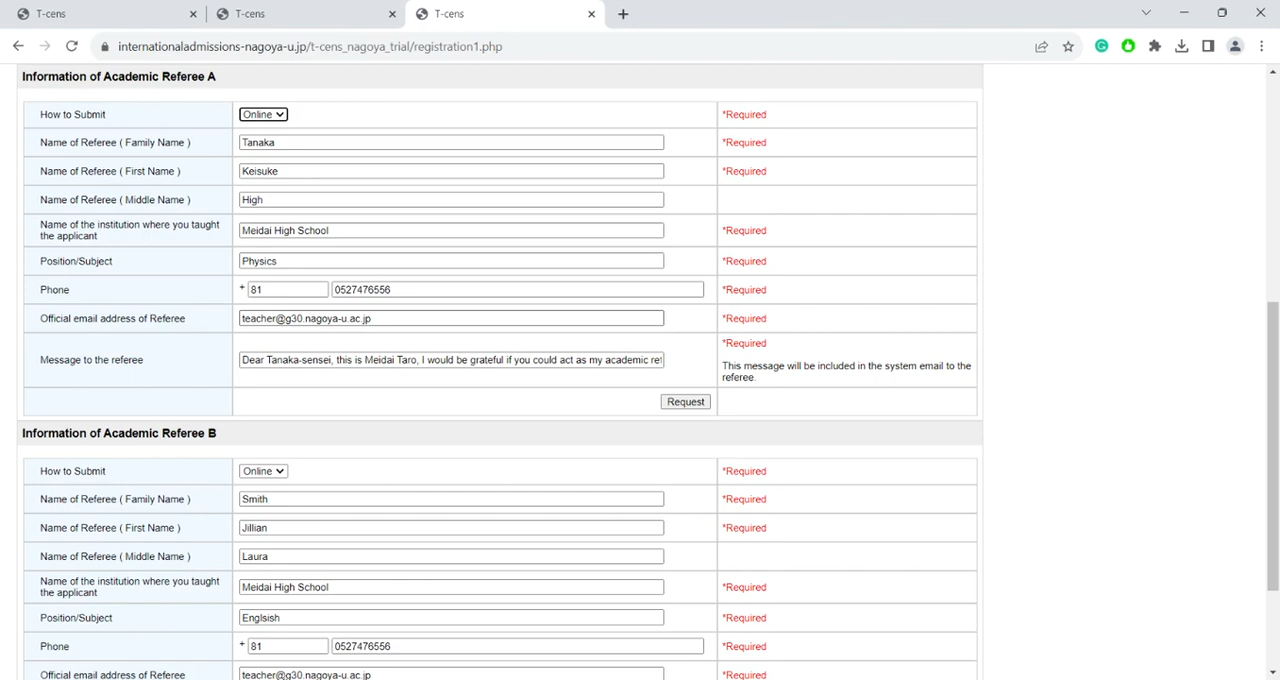 T-cens
T-cens
T-cens
internationaladmissions-nagoya-u.jp/t-cens_nagoya_trial/registration1.php
Information of Academic Referee A
How to Submit Online *Required
Name of Referee ( Family Name ) Tanaka *Required
Name of Referee ( First Name ) Keisuke *Required
Name of Referee ( Middle Name ) High
Name of the institution where you taught
the applicant
Meidai High School *Required
Position/Subject Physics *Required
Phone + 81 0527476556 *Required
Official email address of Referee teacher@g30.nagoya-u.ac.jp *Required
Message to the referee
Dear Tanaka-sensei, this is Meidai Taro, I would be grateful if you could act as my academic re
*Required
This message will be included in the system email to the
referee.
Request
Information of Academic Referee B
How to Submit Online *Required
Name of Referee ( Family Name ) Smith *Required
Name of Referee ( First Name ) Jillian *Required
Name of Referee ( Middle Name ) Laura
Name of the institution where you taught
the applicant
Meidai High School *Required
Position/Subject Englsish *Required
Phone + 81 0527476556 *Required
Official email address of Referee teacher@g30.nagoya-u.ac.jp *Required